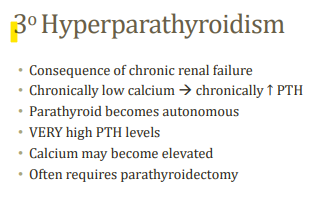 3º Hyperparathyroidism
• Consequence of chronic renal failure
• Chronically low calcium → chronically ↑ PTH
• Parathyroid becomes autonomous
• VERY high PTH levels
• Calcium may become elevated
• Often requires parathyroidectomy